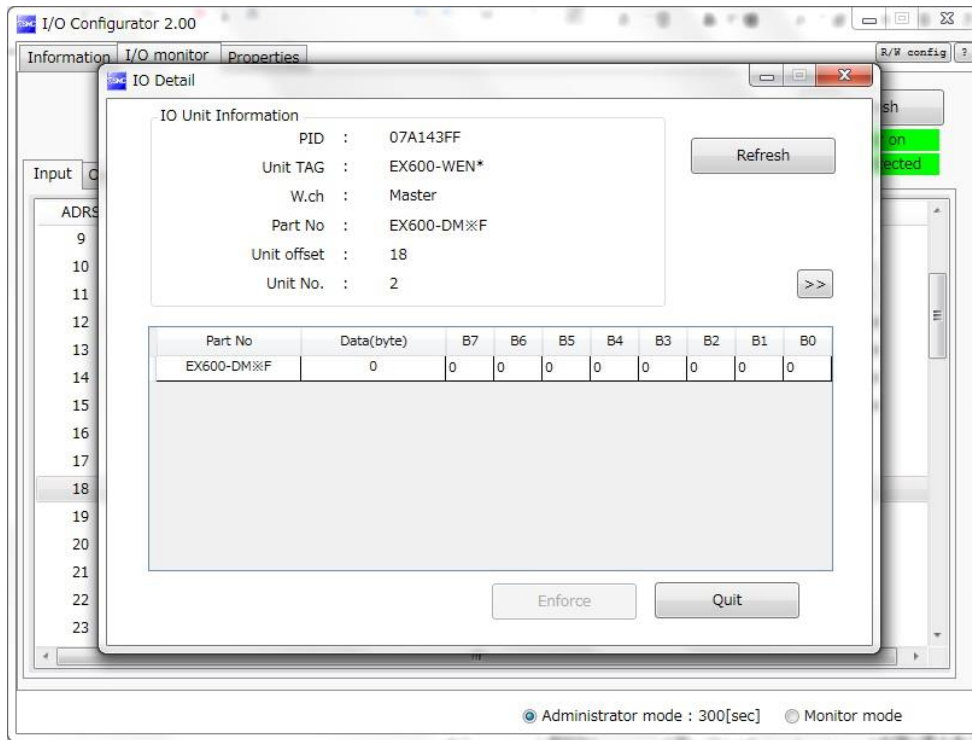 I/O Configurator 2.00
Information I/O monitor Properties R/W config ?
IO Detail
IO Unit Information
PID : 07A143FF
Unit TAG : EX600-WEN*
W.ch : Master
Part No : EX600-DM※F
Unit offset : 18
Unit No. : 2
Refresh
>>
sh
on
ected
Input
ADRS
9
10
11
12
13
14
15
16
17
18
19
20
21
22
23
Part No Data(byte) B7 B6 B5 B4 B3 B2 B1 B0
EX600-DM※F 0 0 0 0 0 0 0 0 0
Enforce Quit
Administrator mode : 300[sec] Monitor mode